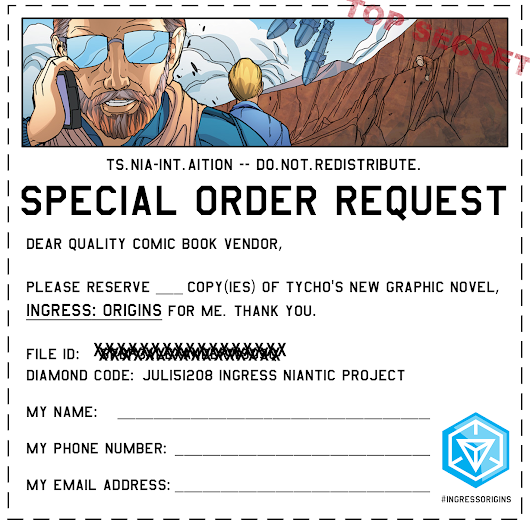 TOP SECRET
TS.NIA-INT.AITION -- DO.NOT.REDISTRIBUTE.
SPECIAL ORDER REQUEST
DEAR QUALITY COMIC BOOK VENDOR,
PLEASE RESERVE ___ COPY(IES) OF TYCHO'S NEW GRAPHIC NOVEL,
INGRESS: ORIGINS FOR ME. THANK YOU.
FILE ID:
DIAMOND CODE: JUL151208 INGRESS NIANTIC PROJECT
MY NAME:
MY PHONE NUMBER:
MY EMAIL ADDRESS:
#INGRESSORIGINS